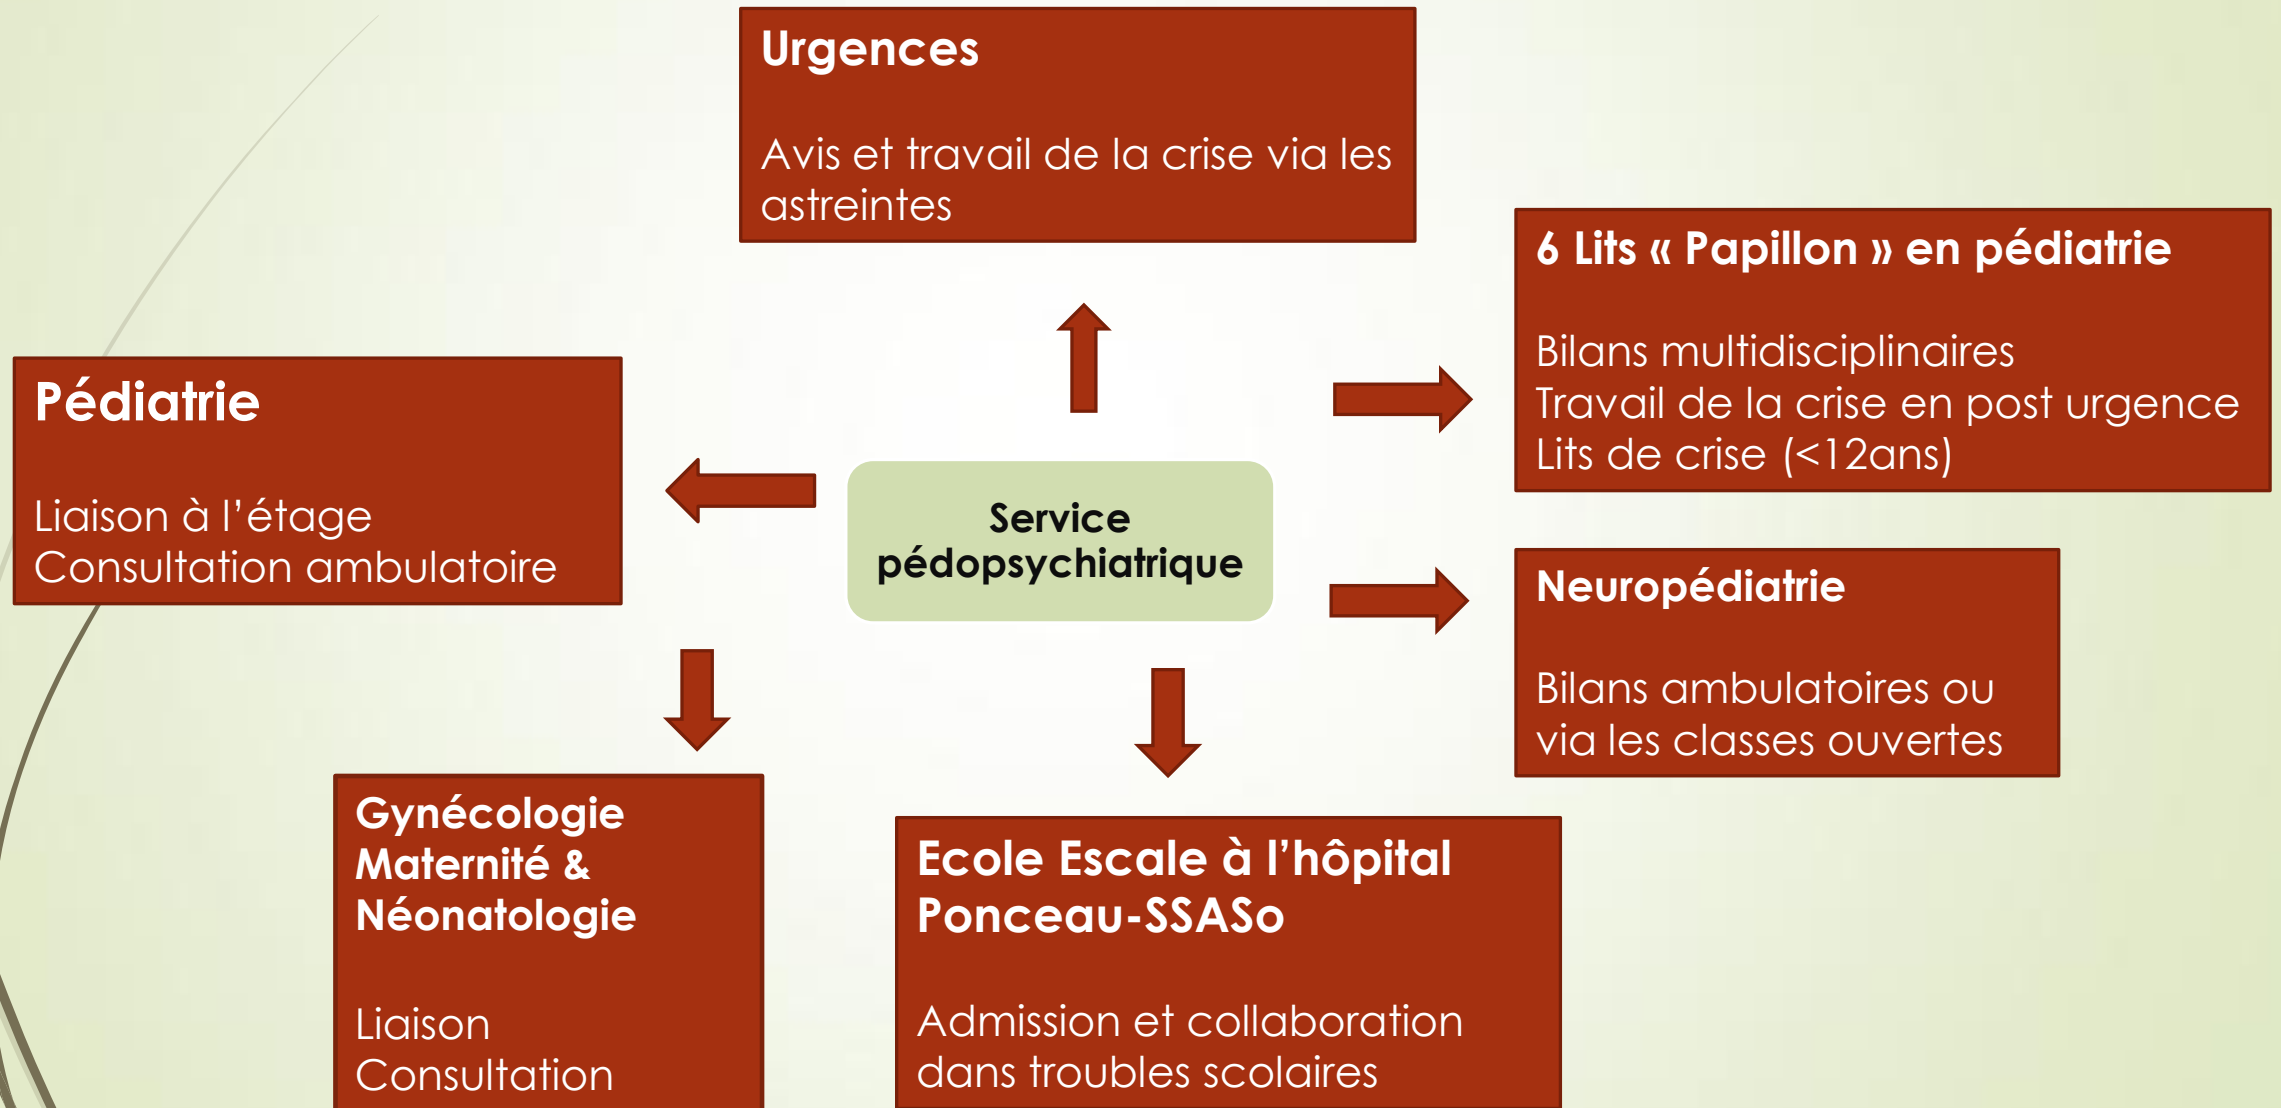 Urgences
Avis et travail de la crise via les
astreintes
6 Lits « Papillon » en pédiatrie
Bilans multidisciplinaires
Travail de la crise en post urgence
Lits de crise (<12ans)
Pédiatrie
Liaison à l’étage
Consultation ambulatoire
Service
pédopsychiatrique
Neuropédiatrie
Bilans ambulatoires ou
via les classes ouvertes
Gynécologie
Maternité &
Néonatologie
Liaison
Consultation
Ecole Escale à l’hôpital
Ponceau-SSASo
Admission et collaboration
dans troubles scolaires